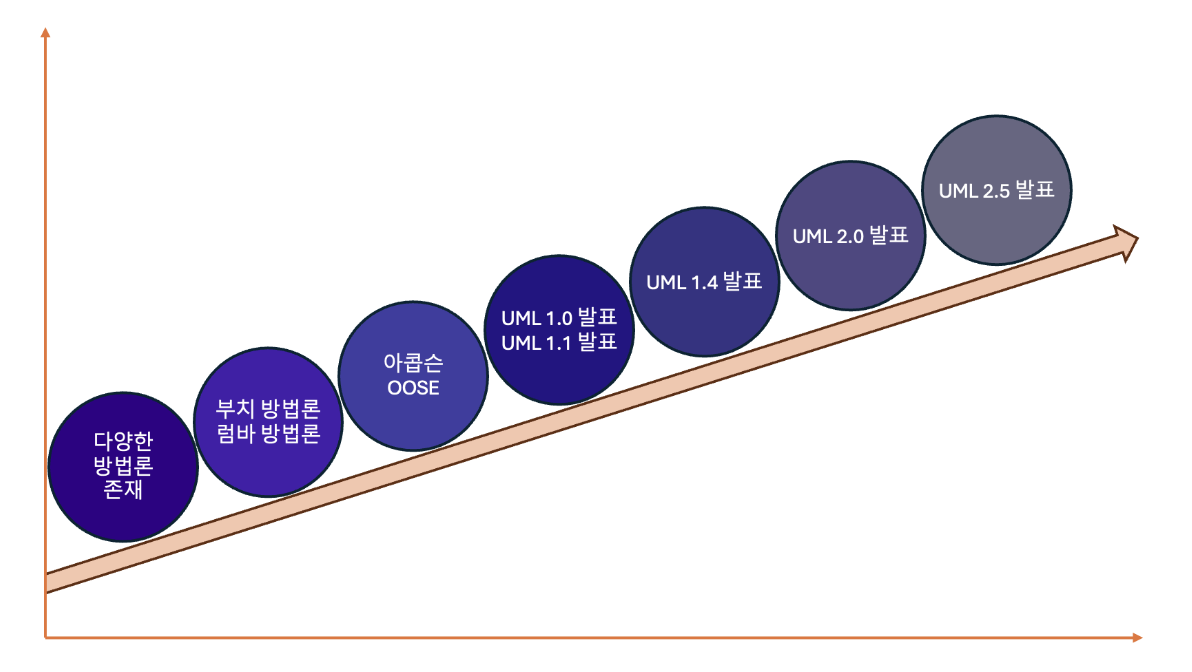 다양한
방법론
존재
부치 방법론
럼바 방법론
아콥슨
OOSE
UML 1.0 발표
UML 1.1 발표
UML 1.4 발표
UML 2.0 발표
UML 2.5 발표